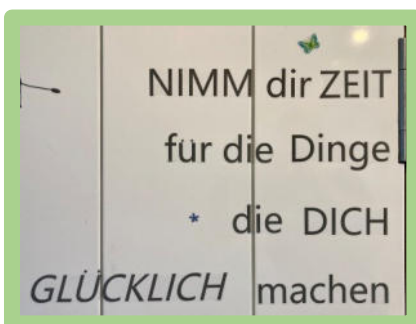 NIMM dir ZEIT
für die Dinge
die DICH
GLÜCKLICH machen